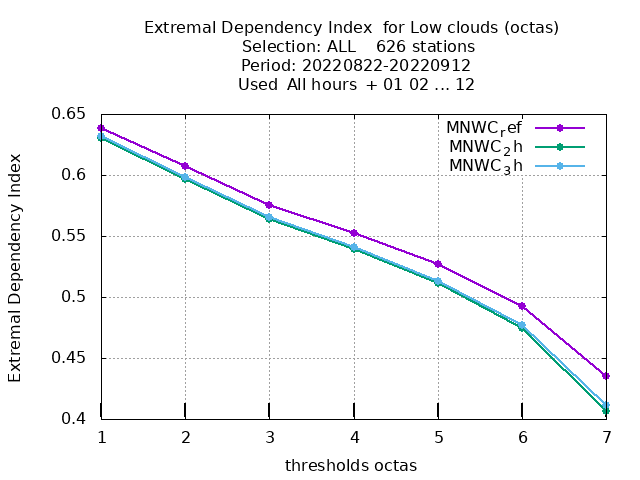 Extremal Dependency Index  for Low clouds (octas)
Selection: ALL    626 stations
Period: 20220822-20220912
Used  All hours  + 01 02 ... 12
Extremal Dependency Index
0.65
0.6
0.55
0.5
0.45
0.4
MNWC_ref
MNWC_2h
MNWC_3h
1 2 3 4 5 6 7
thresholds octas